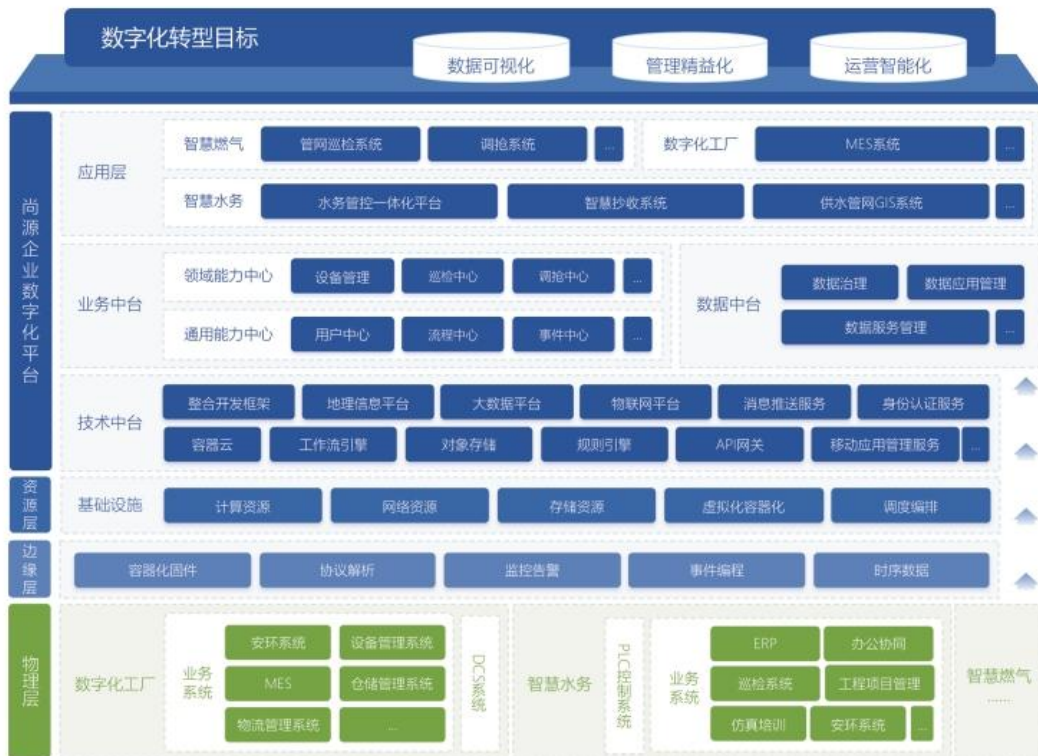 数字化转型目标
数据可视化
管理精益化
运营智能化
尚源企业数字化平台
应用层
智慧燃气
管网巡检系统
调抢系统
...
数字化工厂
MES系统
...
智慧水务
水务管控一体化平台
智慧抄收系统
供水管网GIS系统
...
业务中台
领域能力中心
设备管理
巡检中心
调抢中心
...
通用能力中心
用户中心
流程中心
事件中心
...
数据中台
数据治理
数据应用管理
数据服务管理
...
技术中台
整合开发框架
地理信息平台
大数据平台
物联网平台
消息推送服务
身份认证服务
容器云
工作流引擎
对象存储
规则引擎
API网关
移动应用管理服务
...
资源层
基础设施
计算资源
网络资源
存储资源
虚拟化容器化
调度编排
边缘层
容器化固件
协议解析
监控告警
事件编程
时序数据
物理层
数字化工厂
业务系统
安环系统
设备管理系统
MES
仓储管理系统
物流管理系统
...
DCS系统
智慧水务
PLC控制系统
业务系统
ERP
办公协同
巡检系统
工程项目管理
仿真培训
安环系统
...
智慧燃气
......